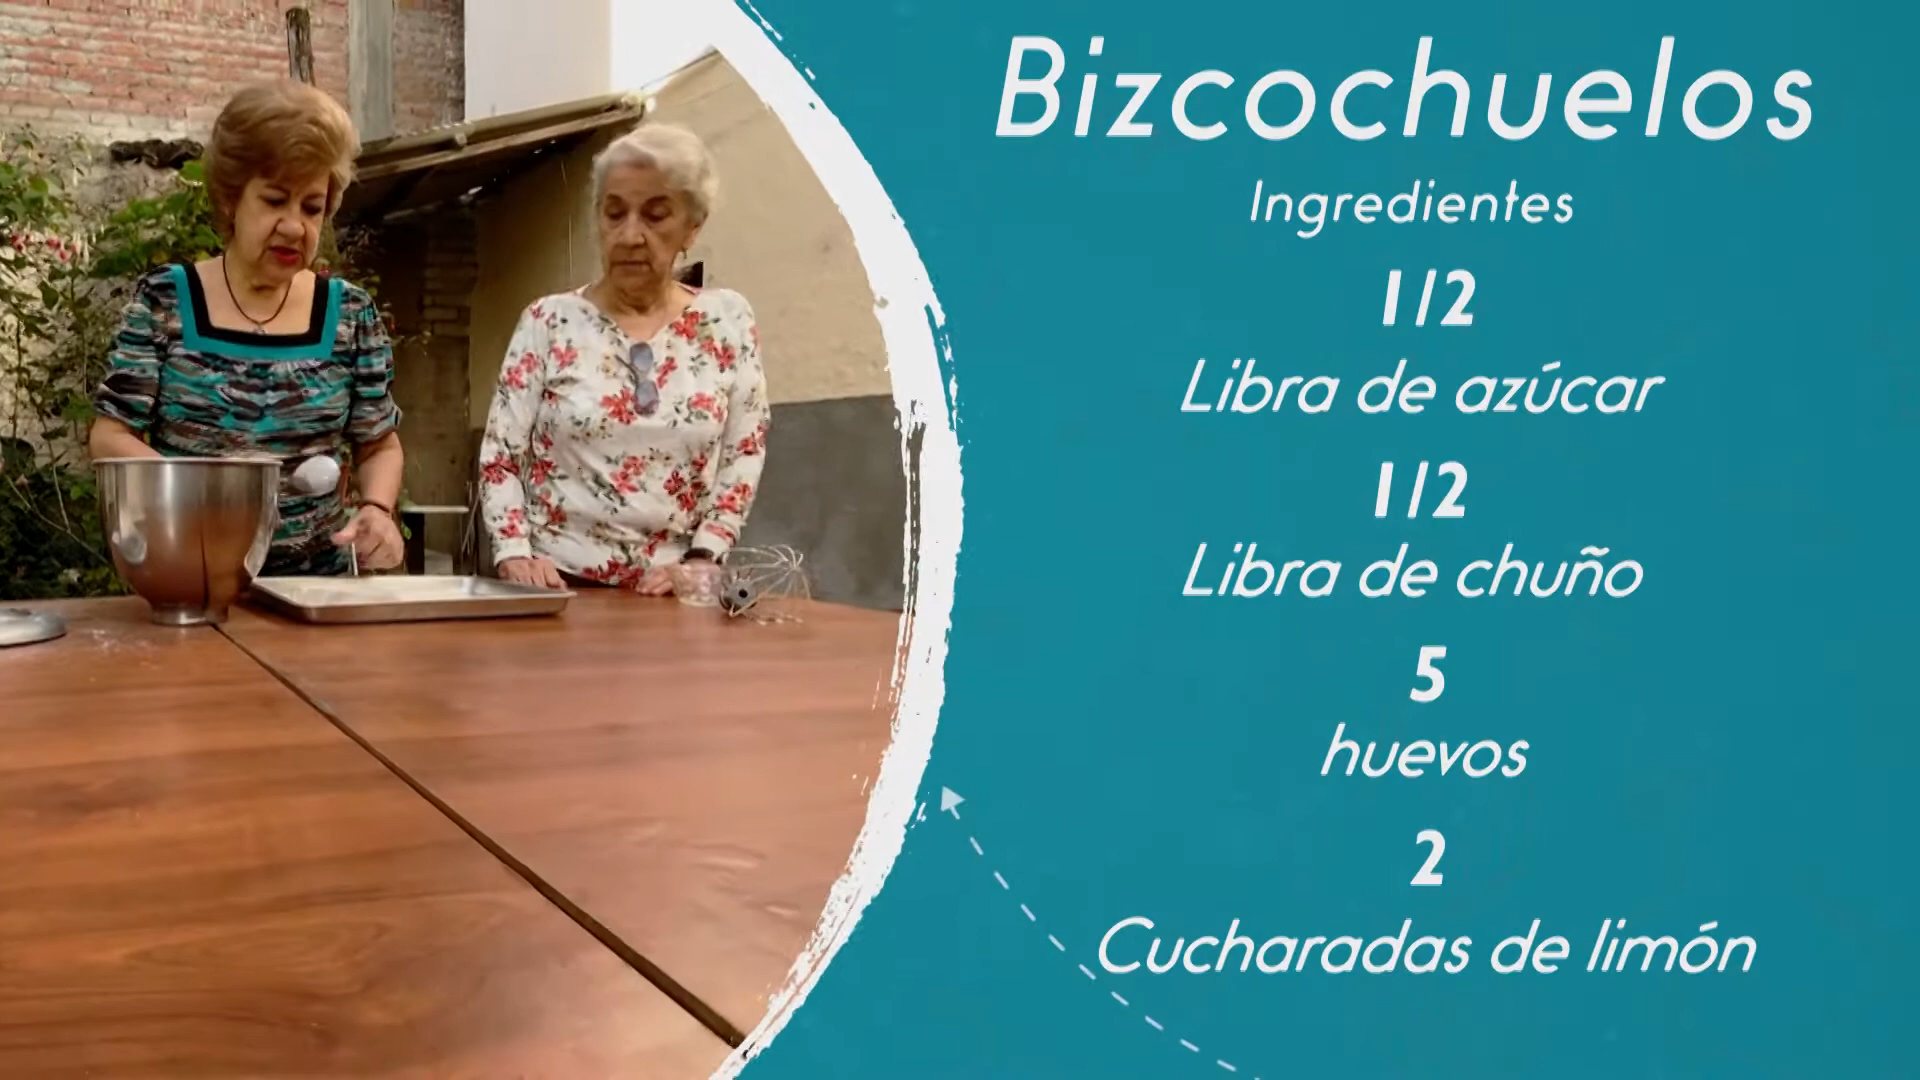 Bizcochuelos
Ingredientes
1/2
Libra de azúcar
1/2
Libra de chuño
5
huevos
2
Cucharadas de limón